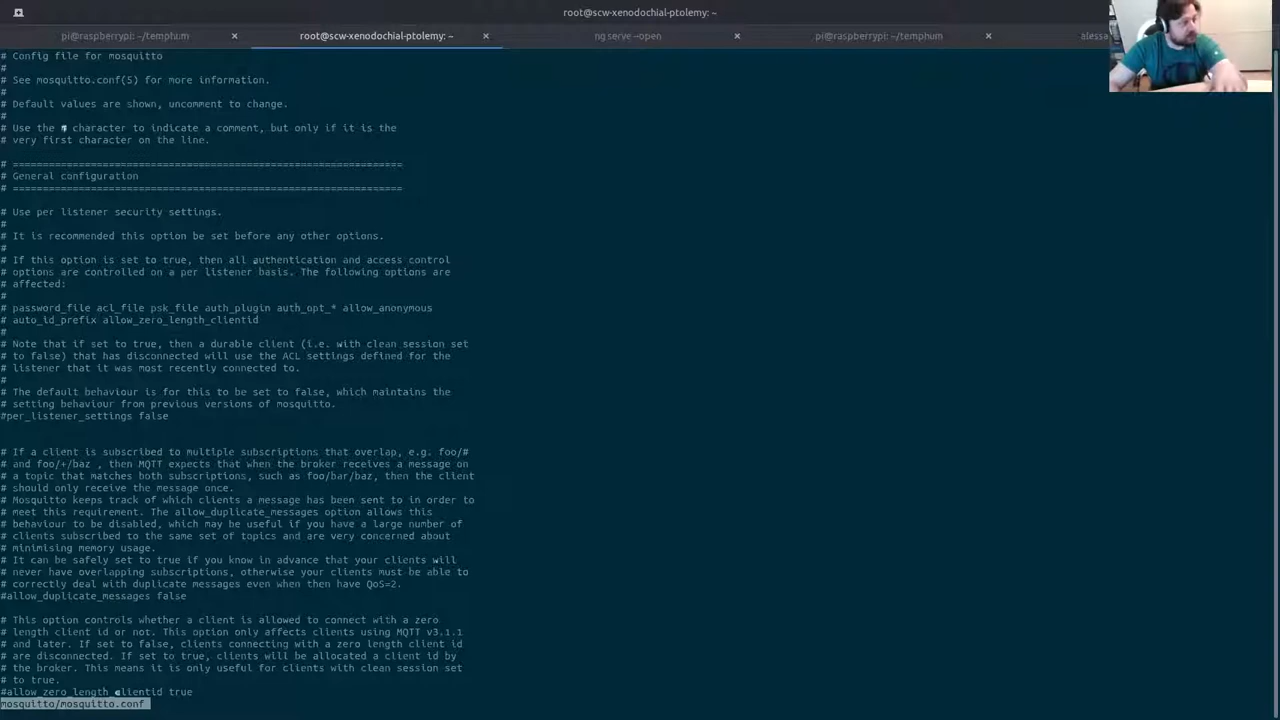 root@scw-xenodochial-ptolemy: ~
pi@raspberrypi: ~/temphum × root@scw-xenodochial-ptolemy: ~ × ng serve --open × pi@raspberrypi: ~/temphum × alessa
# Config file for mosquitto
#
# See mosquitto.conf(5) for more information.
#
# Default values are shown, uncomment to change.
#
# Use the # character to indicate a comment, but only if it is the
# very first character on the line.

# =================================================================
# General configuration
# =================================================================

# Use per listener security settings.
#
# It is recommended this option be set before any other options.
#
# If this option is set to true, then all authentication and access control
# options are controlled on a per listener basis. The following options are
# affected:
#
# password_file acl_file psk_file auth_plugin auth_opt_* allow_anonymous
# auto_id_prefix allow_zero_length_clientid
#
# Note that if set to true, then a durable client (i.e. with clean session set
# to false) that has disconnected will use the ACL settings defined for the
# listener that it was most recently connected to.
#
# The default behaviour is for this to be set to false, which maintains the
# setting behaviour from previous versions of mosquitto.
#per_listener_settings false

# If a client is subscribed to multiple subscriptions that overlap, e.g. foo/#
# and foo/+/baz , then MQTT expects that when the broker receives a message on
# a topic that matches both subscriptions, such as foo/bar/baz, then the client
# should only receive the message once.
# Mosquitto keeps track of which clients a message has been sent to in order to
# meet this requirement. The allow_duplicate_messages option allows this
# behaviour to be disabled, which may be useful if you have a large number of
# clients subscribed to the same set of topics and are very concerned about
# minimising memory usage.
# It can be safely set to true if you know in advance that your clients will
# never have overlapping subscriptions, otherwise your clients must be able to
# correctly deal with duplicate messages even when then have QoS=2.
#allow_duplicate_messages false

# This option controls whether a client is allowed to connect with a zero
# length client id or not. This option only affects clients using MQTT v3.1.1
# and later. If set to false, clients connecting with a zero length client id
# are disconnected. If set to true, clients will be allocated a client id by
# the broker. This means it is only useful for clients with clean session set
# to true.
#allow_zero_length_clientid true
mosquitto/mosquitto.conf